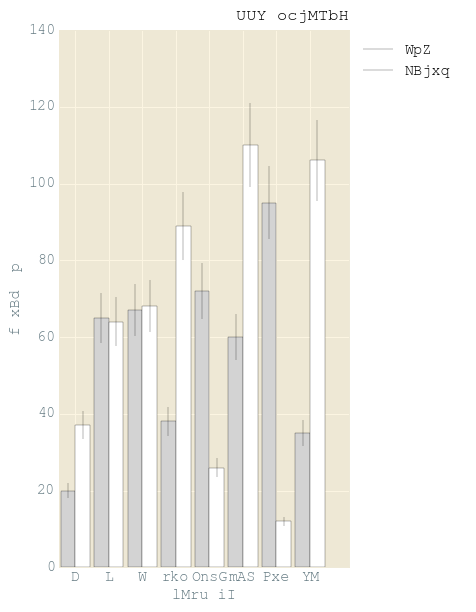 UUY ocjMTbH
WpZ
NBjxq
140
120
100
80
60
40
20
0
f xBd p
D L W rko Ons GmAS Pxe YM
lMru iI